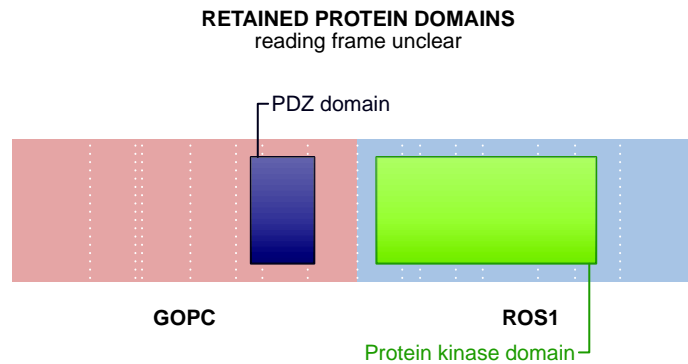 RETAINED PROTEIN DOMAINS
reading frame unclear
PDZ domain
GOPC
ROS1
Protein kinase domain